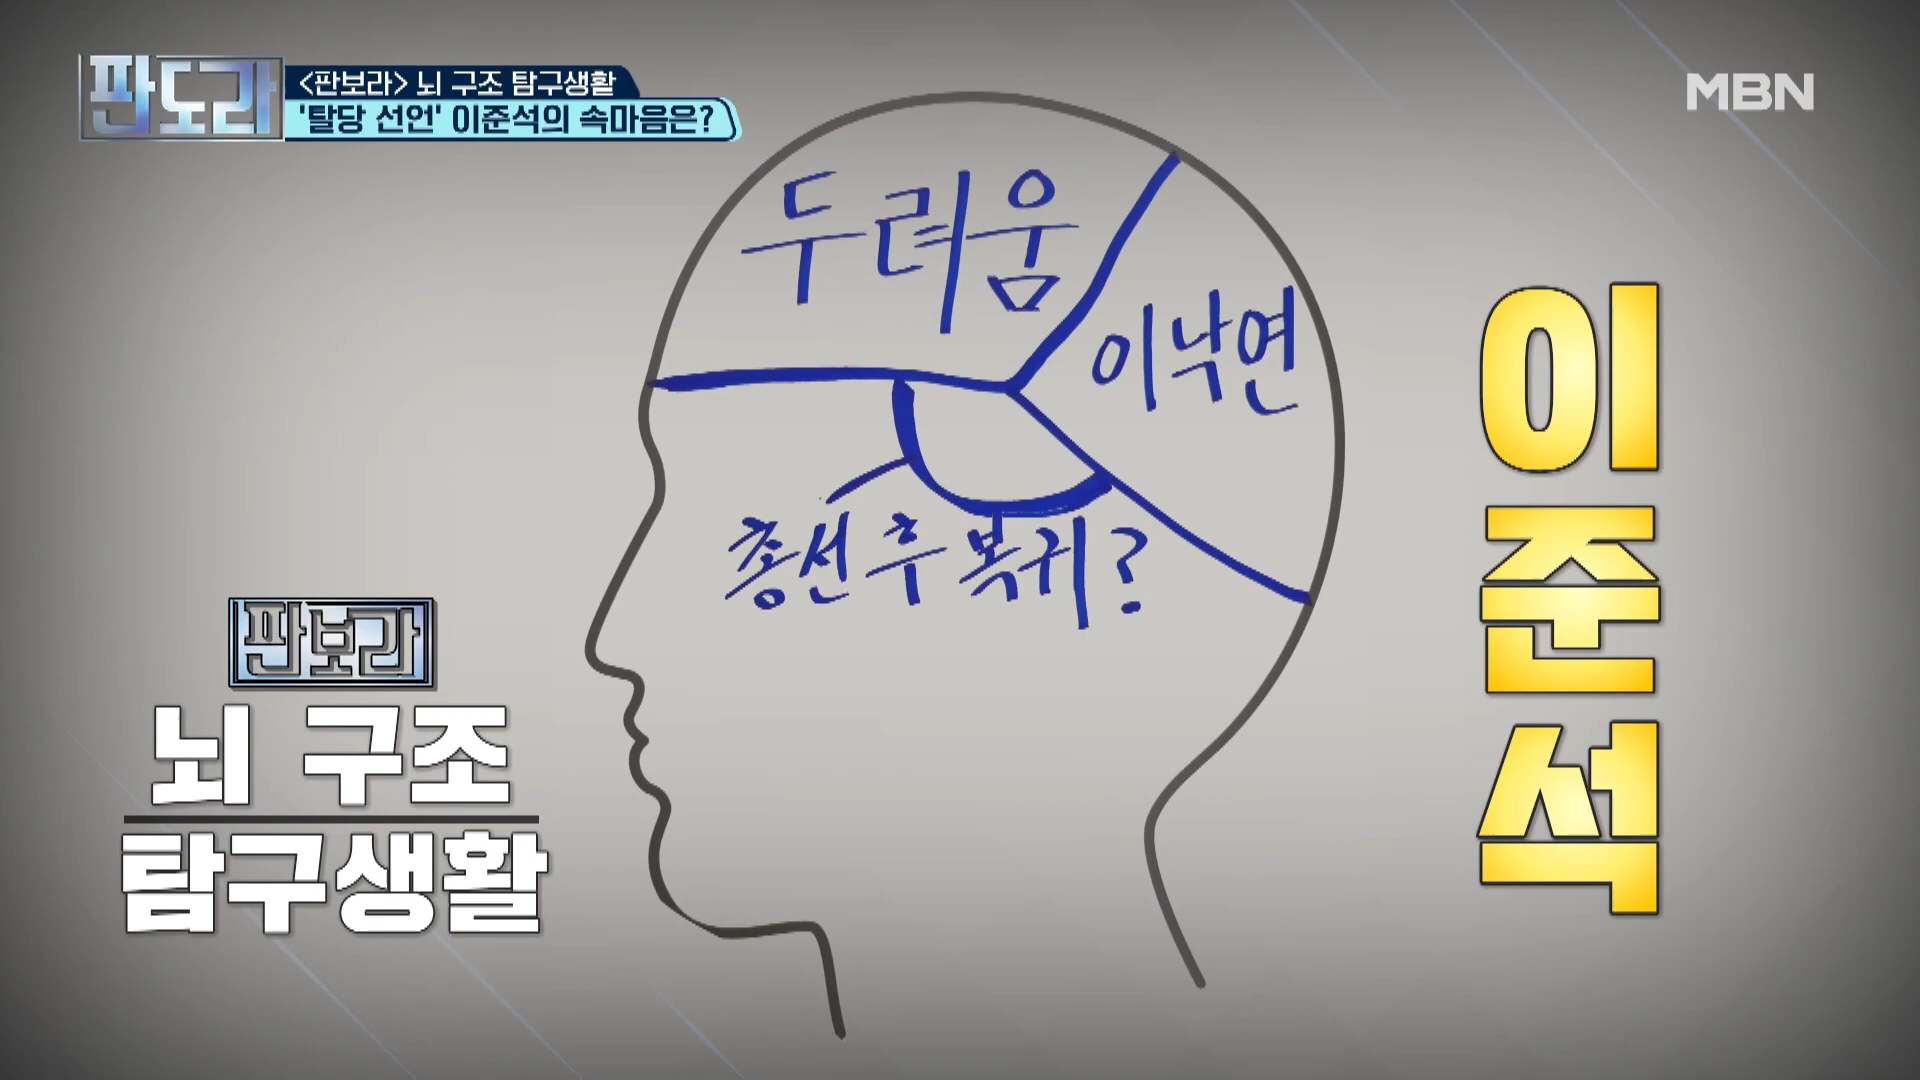 판도라
<판보라> 뇌 구조 탐구생활
'탈당 선언' 이준석의 속마음은?
MBN
두려움
이낙연
총선 후 복귀?
이준석
판보라
뇌 구조
탐구생활